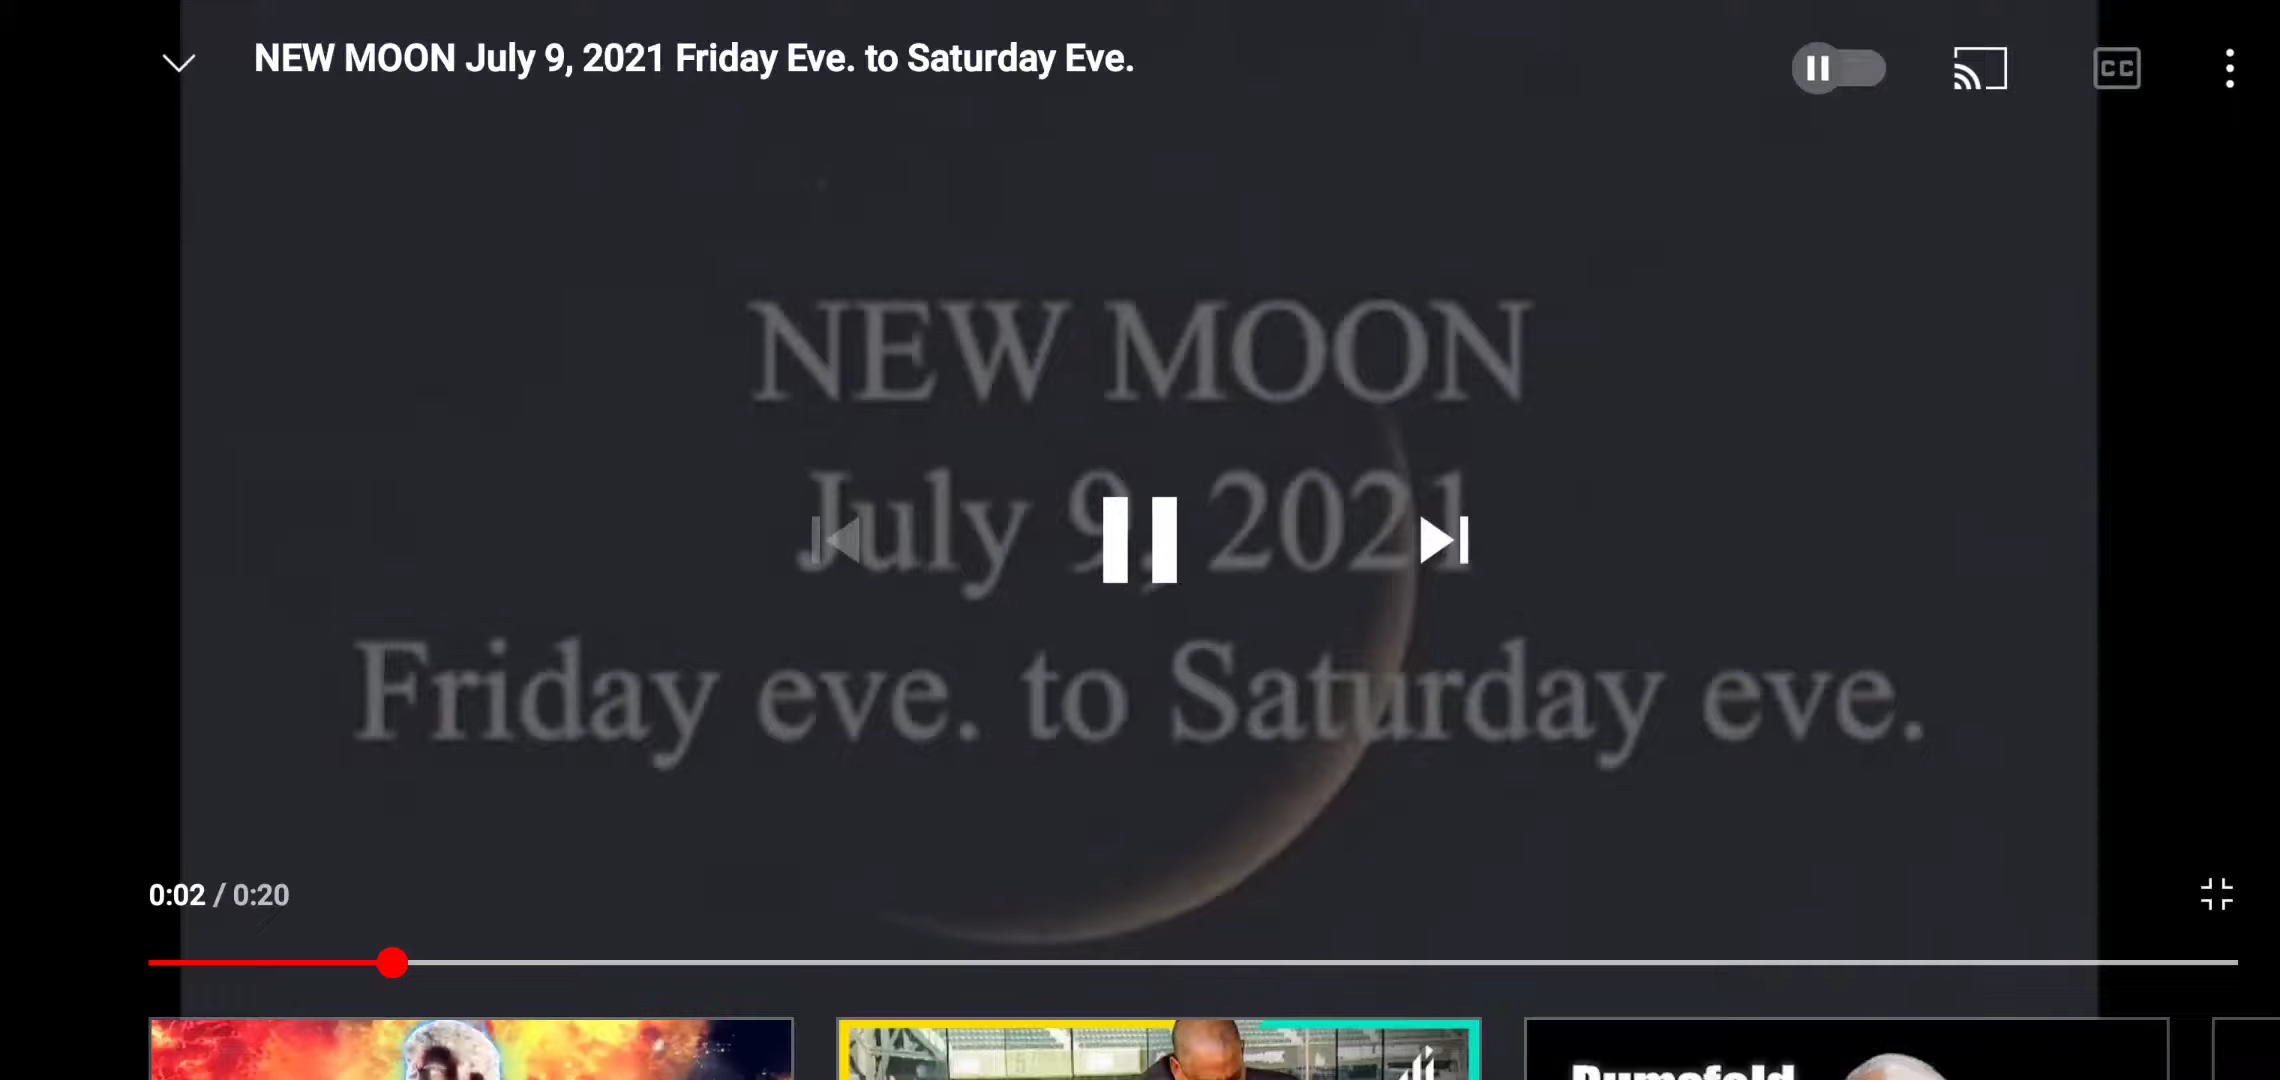 NEW MOON July 9, 2021 Friday Eve. to Saturday Eve.
CC
NEW MOON
July 9, 2021
Friday eve. to Saturday eve.
0:02 / 0:20